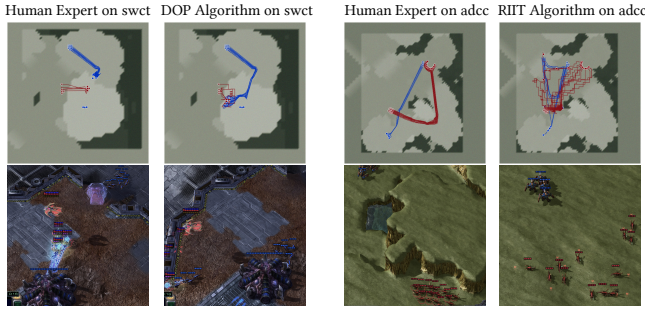 Human Expert on swct
DOP Algorithm on swct
Human Expert on adcc
RIIT Algorithm on adcc